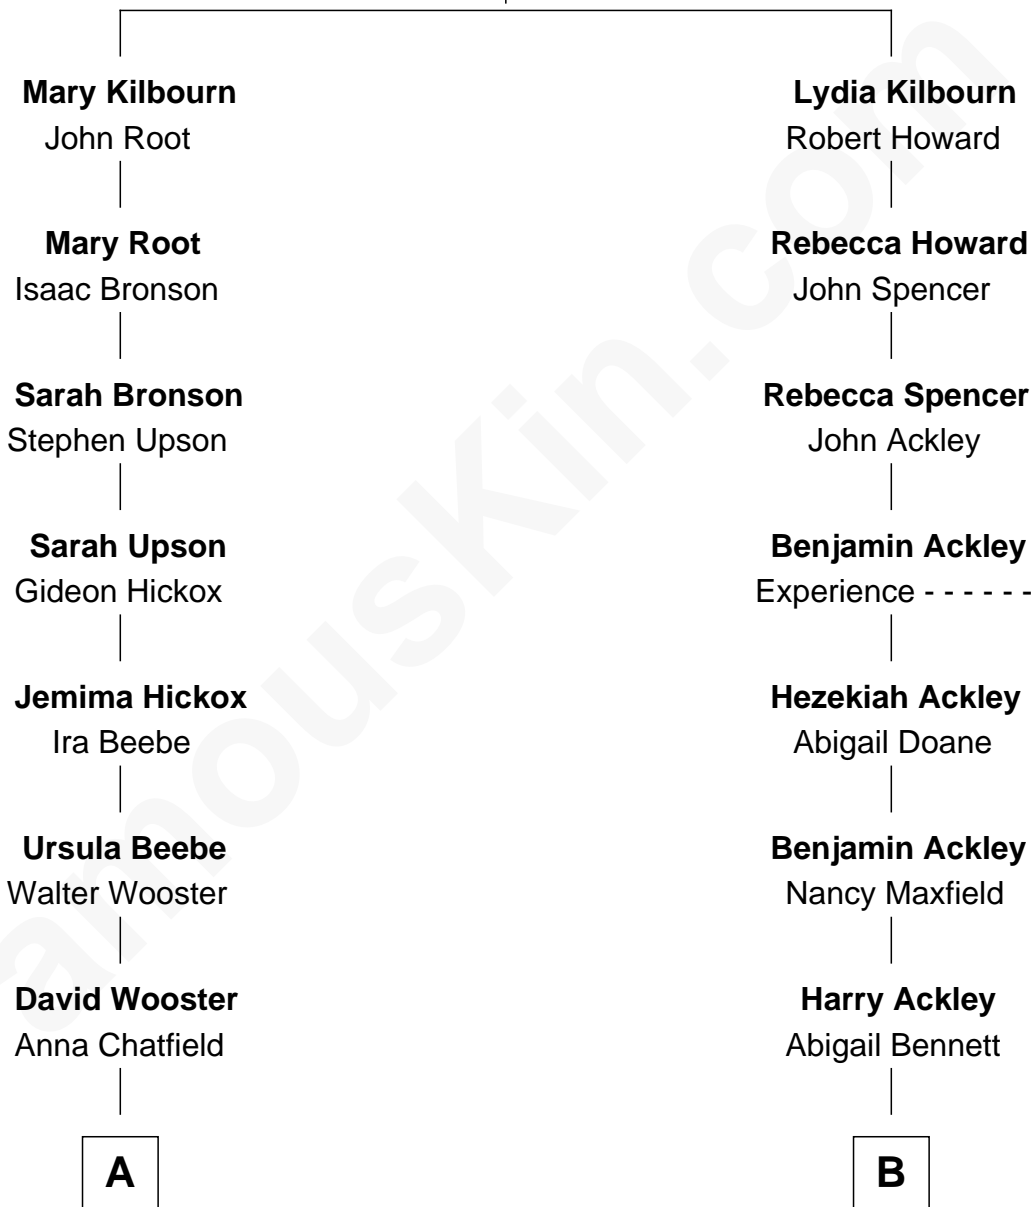 Mary Kilbourn
John Root
Mary Root
Isaac Bronson
Sarah Bronson
Stephen Upson
Sarah Upson
Gideon Hickox
Jemima Hickox
Ira Beebe
Ursula Beebe
Walter Wooster
David Wooster
Anna Chatfield
A
Lydia Kilbourn
Robert Howard
Rebecca Howard
John Spencer
Rebecca Spencer
John Ackley
Benjamin Ackley
Experience - - - - - -
Hezekiah Ackley
Abigail Doane
Benjamin Ackley
Nancy Maxfield
Harry Ackley
Abigail Bennett
B
amousKin.com